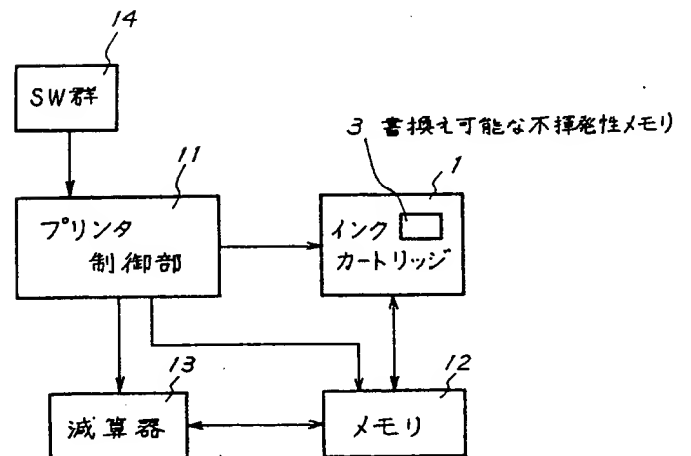 14
SW群
3 書換え可能な不揮発性メモリ
11
1
プリンタ
制御部
インク
カートリッジ
13
12
減算器
メモリ